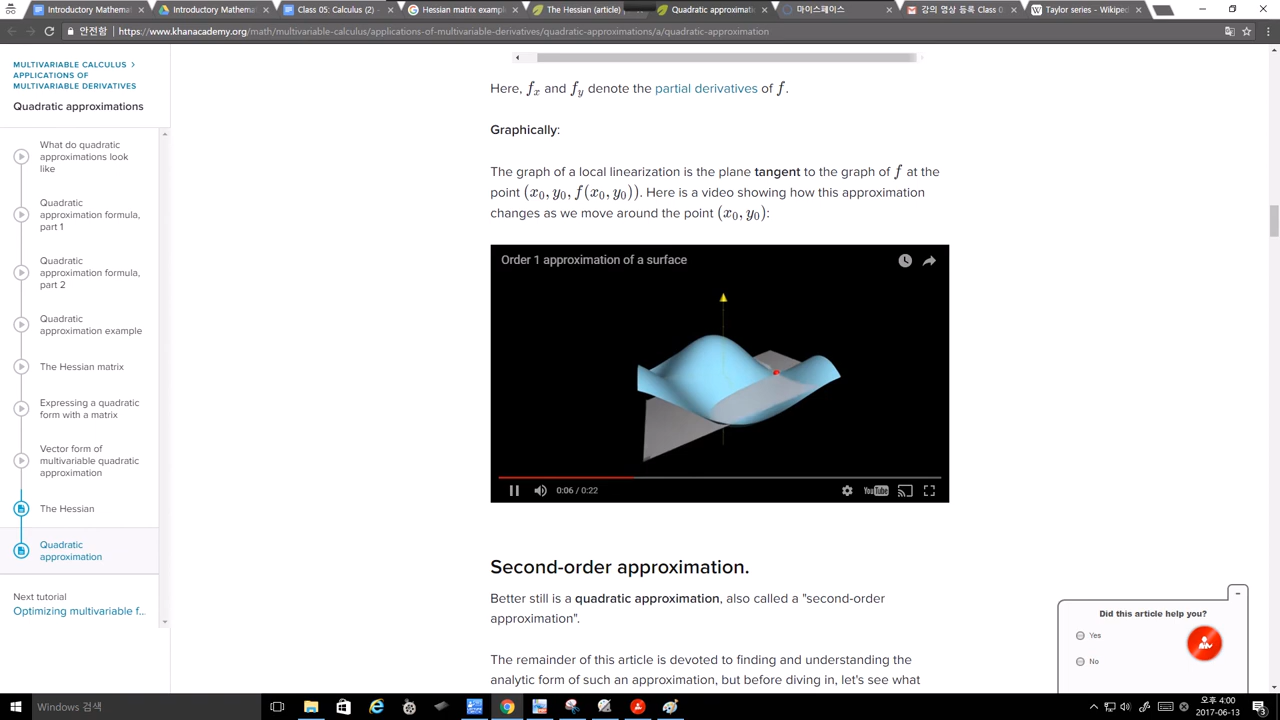 Introductory Mathema
Introductory Mathema
Class 05: Calculus (2) -
Hessian matrix exampl
The Hessian (article) |
Quadratic approximati
마이스페이스
강의 영상 등록 Class 0
Taylor series - Wikiped
안전함 | https://www.khanacademy.org/math/multivariable-calculus/applications-of-multivariable-derivatives/quadratic-approximations/a/quadratic-approximation
MULTIVARIABLE CALCULUS >
APPLICATIONS OF
MULTIVARIABLE DERIVATIVES
Quadratic approximations
What do quadratic
approximations look
like
Quadratic
approximation formula,
part 1
Quadratic
approximation formula,
part 2
Quadratic
approximation example
The Hessian matrix
Expressing a quadratic
form with a matrix
Vector form of
multivariable quadratic
approximation
The Hessian
Quadratic
approximation
Next tutorial
Optimizing multivariable f...
Here, f_x and f_y denote the partial derivatives of f.
Graphically:
The graph of a local linearization is the plane tangent to the graph of f at the
point (x_0, y_0, f(x_0, y_0)). Here is a video showing how this approximation
changes as we move around the point (x_0, y_0):
Order 1 approximation of a surface
0:06 / 0:22
YouTube
Second-order approximation.
Better still is a quadratic approximation, also called a "second-order
approximation".
The remainder of this article is devoted to finding and understanding the
analytic form of such an approximation, but before diving in, let's see what
Did this article help you?
Yes
No
Windows 검색
오후 4:00
2017-06-13
3